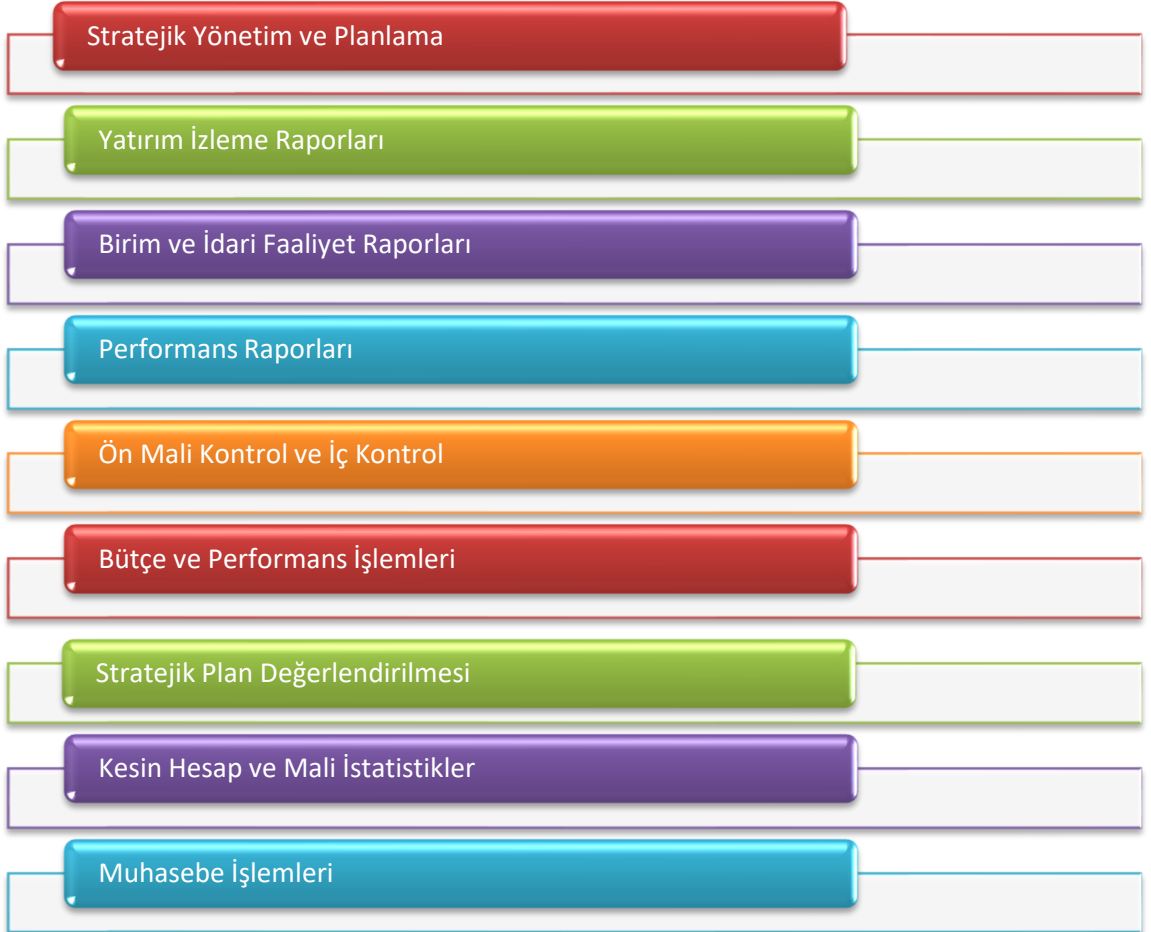 Stratejik Yönetim ve Planlama
Yatırım İzleme Raporları
Birim ve İdari Faaliyet Raporları
Performans Raporları
Ön Mali Kontrol ve İç Kontrol
Bütçe ve Performans İşlemleri
Stratejik Plan Değerlendirilmesi
Kesin Hesap ve Mali İstatistikler
Muhasebe İşlemleri